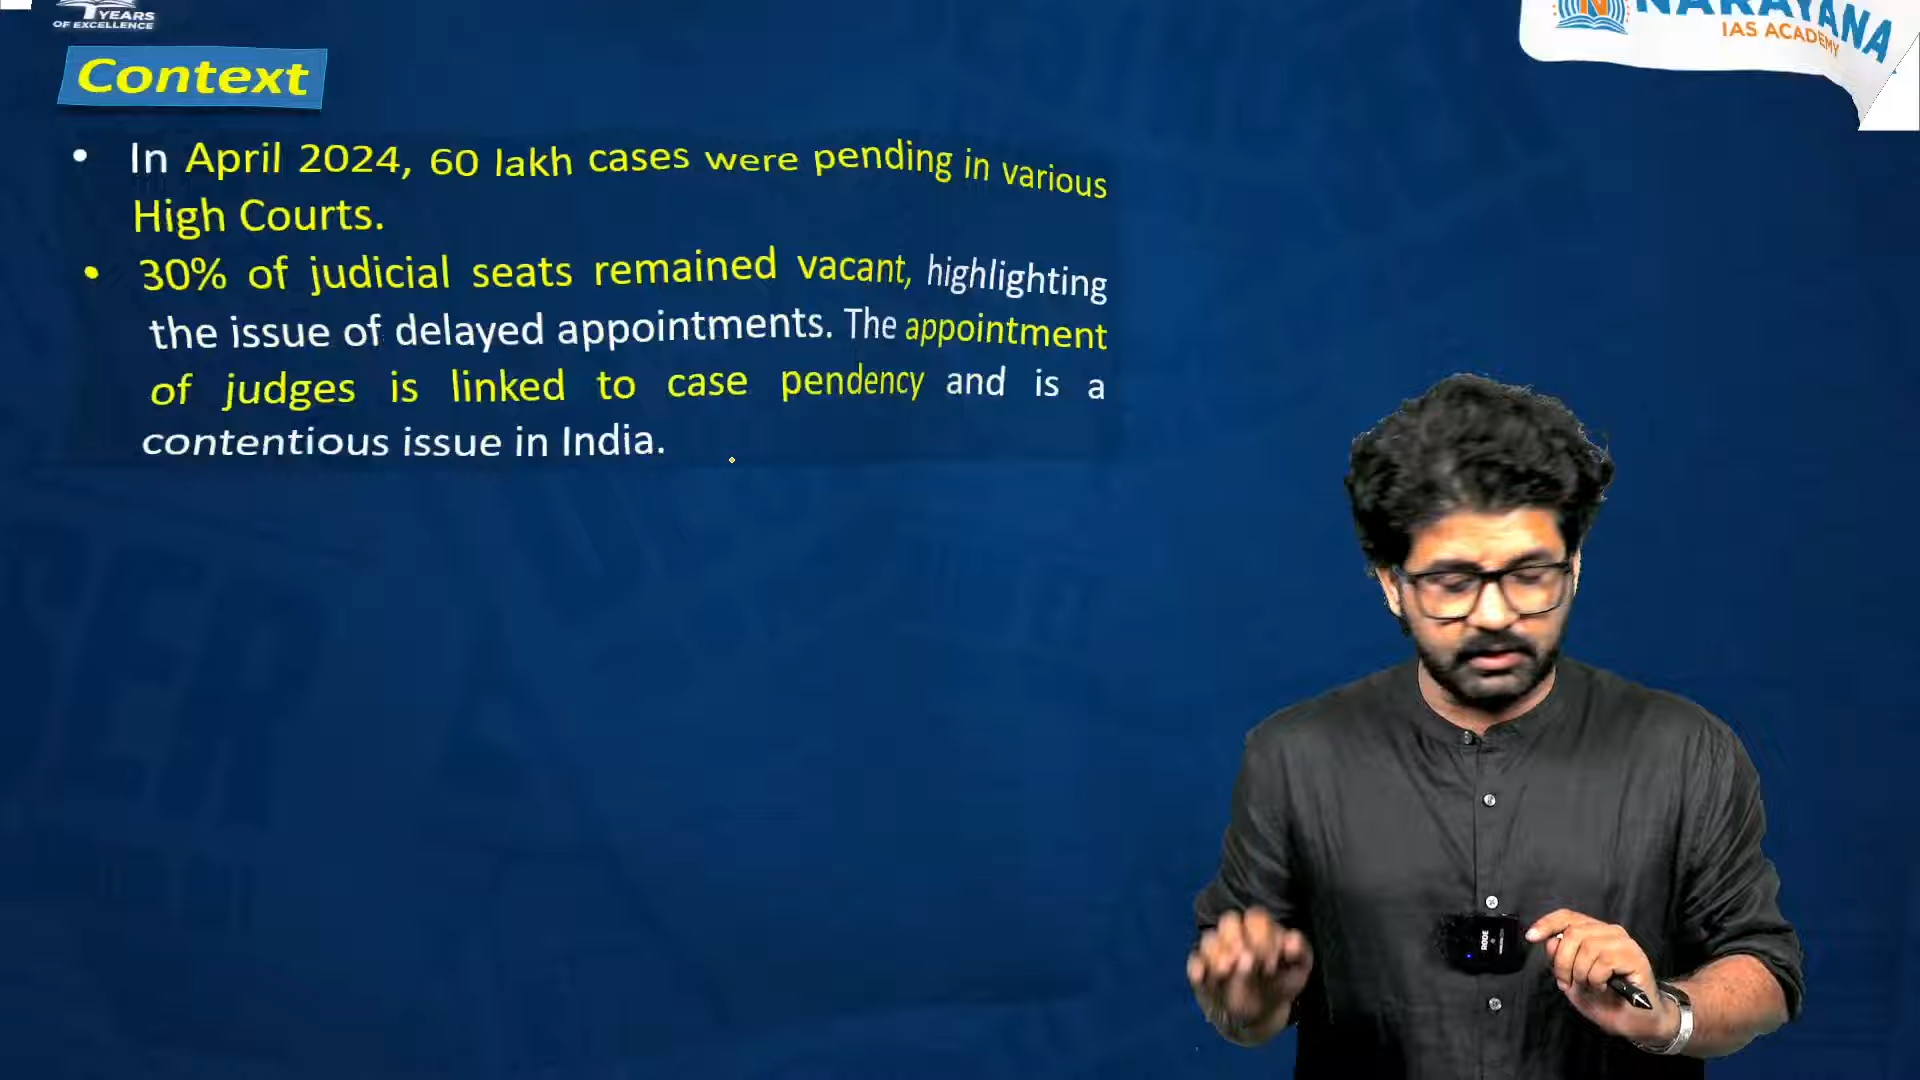 YEARS
OF EXCELLENCE
NARAYANA
IAS ACADEMY
Context
• In April 2024, 60 lakh cases were pending in various
High Courts.
• 30% of judicial seats remained vacant, highlighting
the issue of delayed appointments. The appointment
of judges is linked to case pendency and is a
contentious issue in India.
RODE